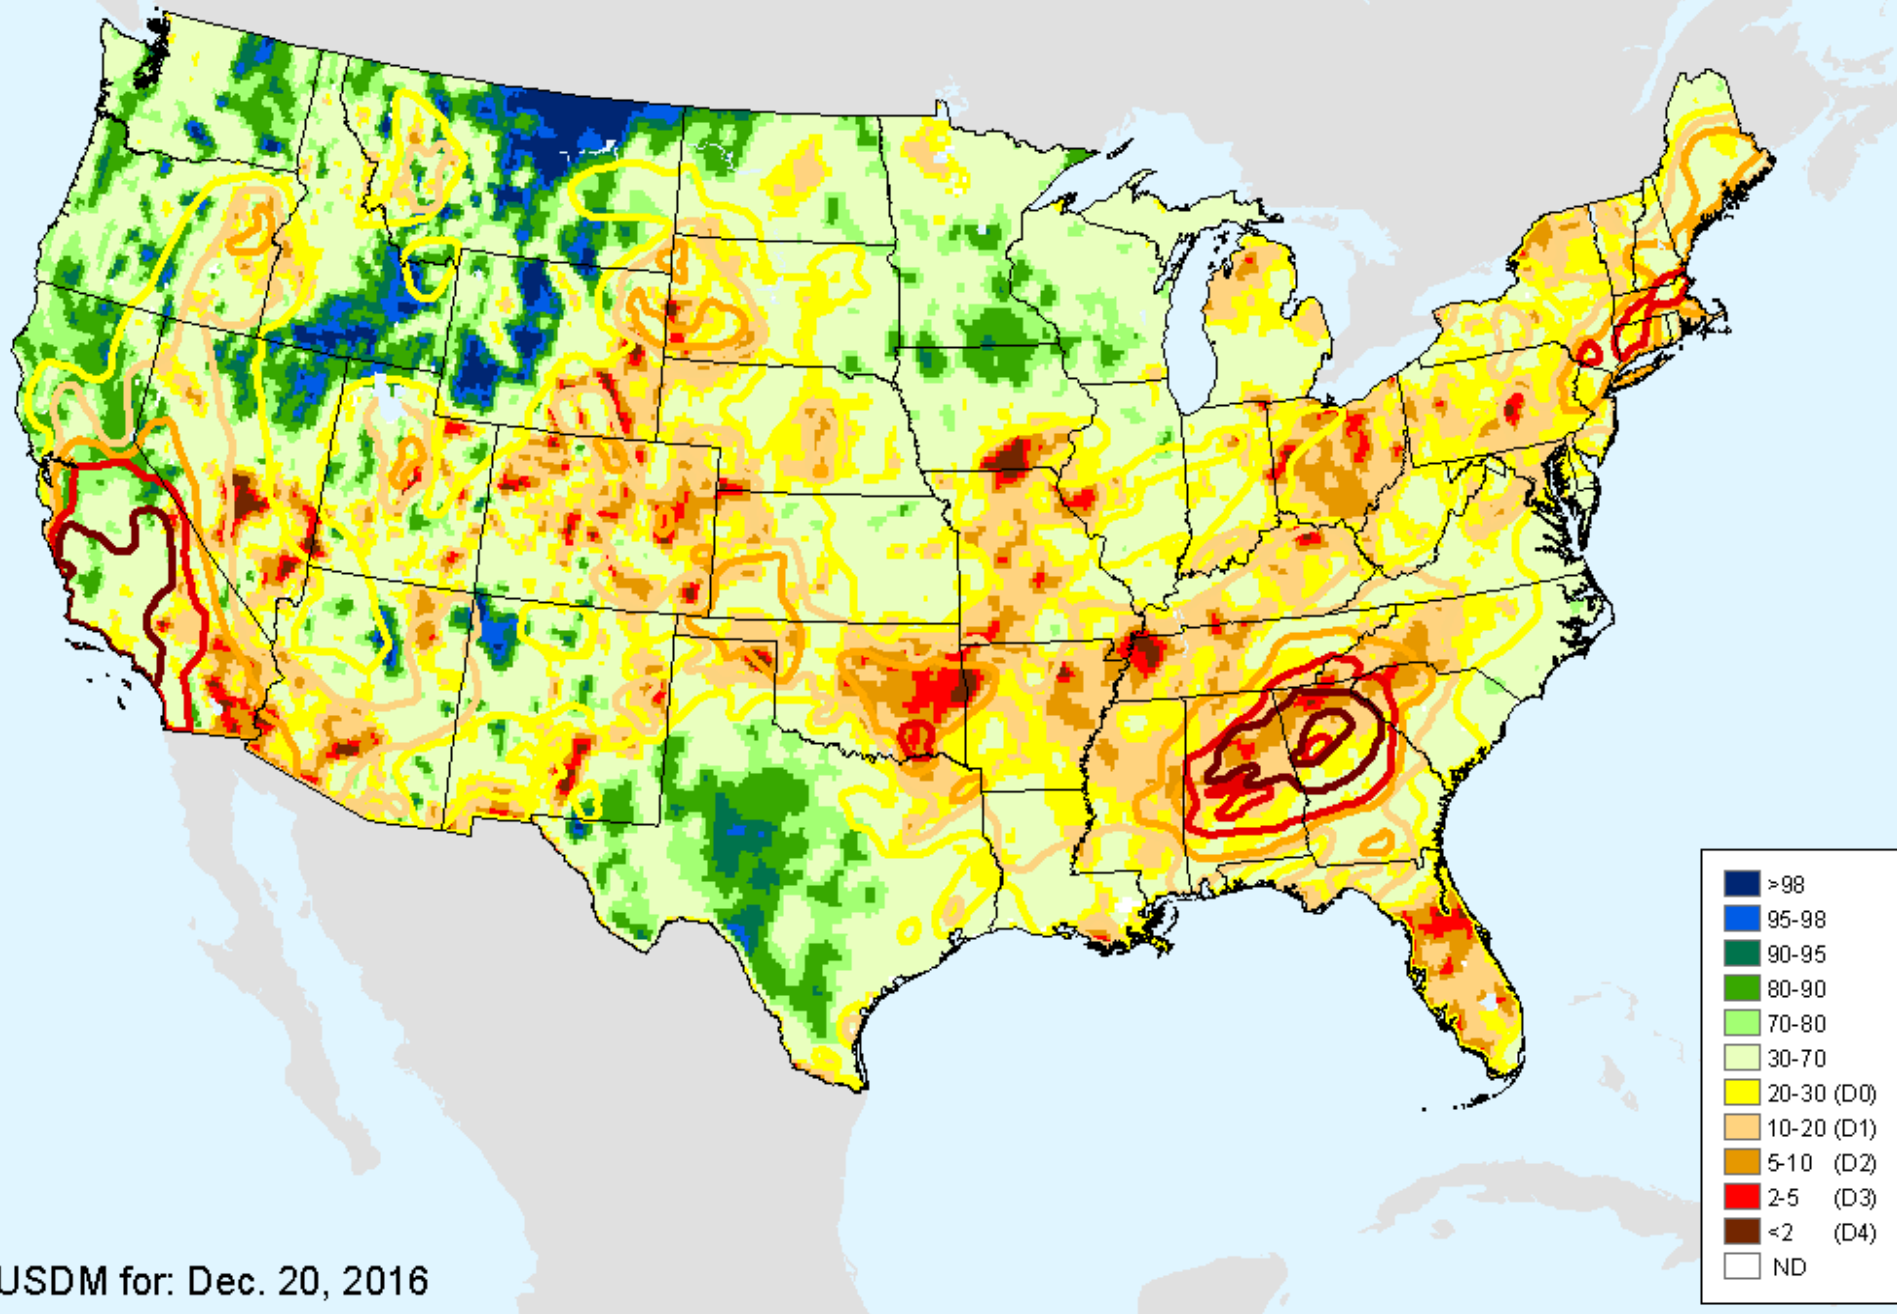 >98
95-98
90-95
80-90
70-80
30-70
20-30 (D0)
10-20 (D1)
5-10 (D2)
2-5 (D3)
<2 (D4)
ND
USDM for: Dec. 20, 2016